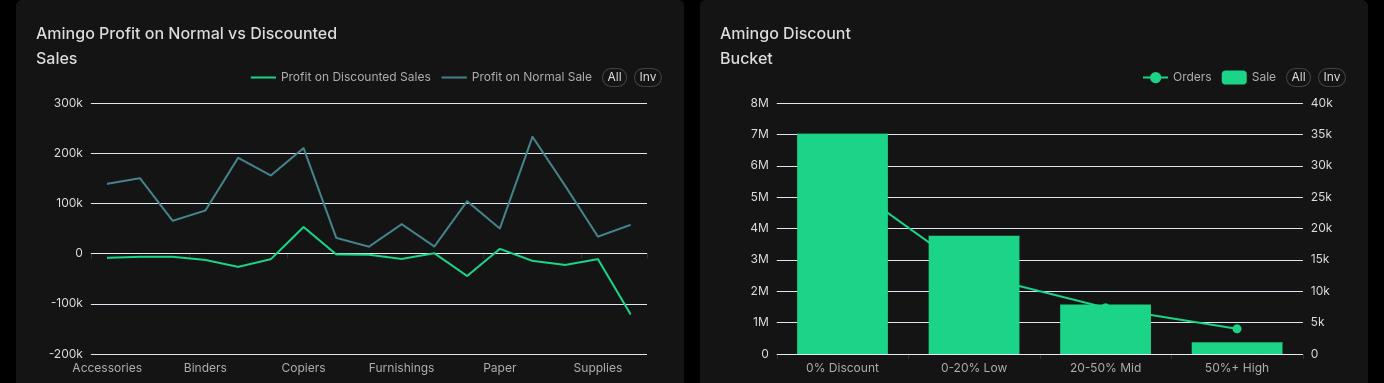 Amingo Profit on Normal vs Discounted
Sales
Profit on Discounted Sales Profit on Normal Sale All Inv
300k
200k
100k
0
-100k
-200k
Accessories Binders Copiers Furnishings Paper Supplies
Amingo Discount
Bucket
Orders Sale All Inv
8M 40k
7M 35k
6M 30k
5M 25k
4M 20k
3M 15k
2M 10k
1M 5k
0 0
0% Discount 0-20% Low 20-50% Mid 50%+ High